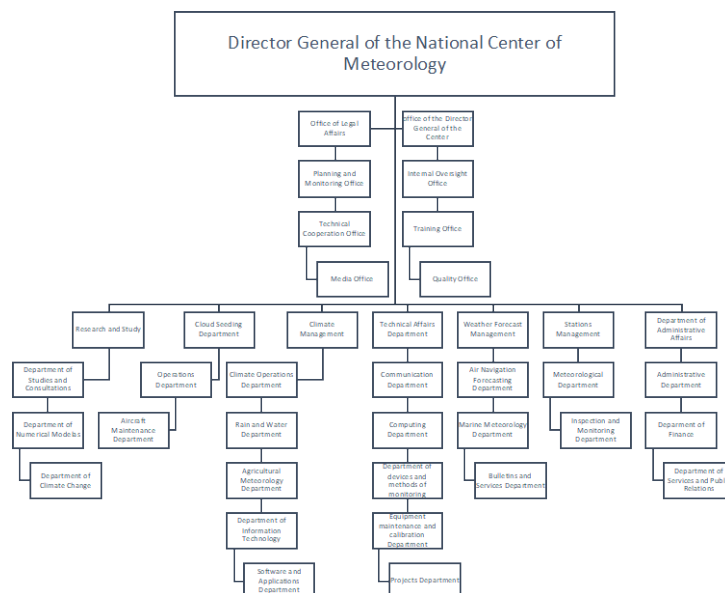 Director General of the National Center of
Meteorology
Office of Legal
Affairs
office of the Director
General of the
Center
Planning and
Monitoring Office
Internal Oversight
Office
Technical
Cooperation Office
Training Office
Media Office
Quality Office
Research and Study
Cloud Seeding
Department
Climate
Management
Technical Affairs
Department
Weather Forecast
Management
Stations
Management
Department of
Administrative
Affairs
Department of
Studies and
Consultations
Operations
Department
Climate Operations
Department
Communication
Department
Air Navigation
Forecasting
Department
Meteorological
Department
Administrative
Department
Department of
Numerical Modelas
Aircraft
Maintenance
Department
Rain and Water
Department
Computing
Department
Marine Meteorology
Department
Inspection and
Monitoring
Department
Deparment of
Finance
Department of
Climate Change
Agricultural
Meteorology
Department
Department of
devices and
methods of
monitoring
Bulletins and
Services Department
Department of
Services and Public
Relations
Department of
Information
Technology
Equipment
maintenance and
calibration
Department
Software and
Applications
Department
Projects Department